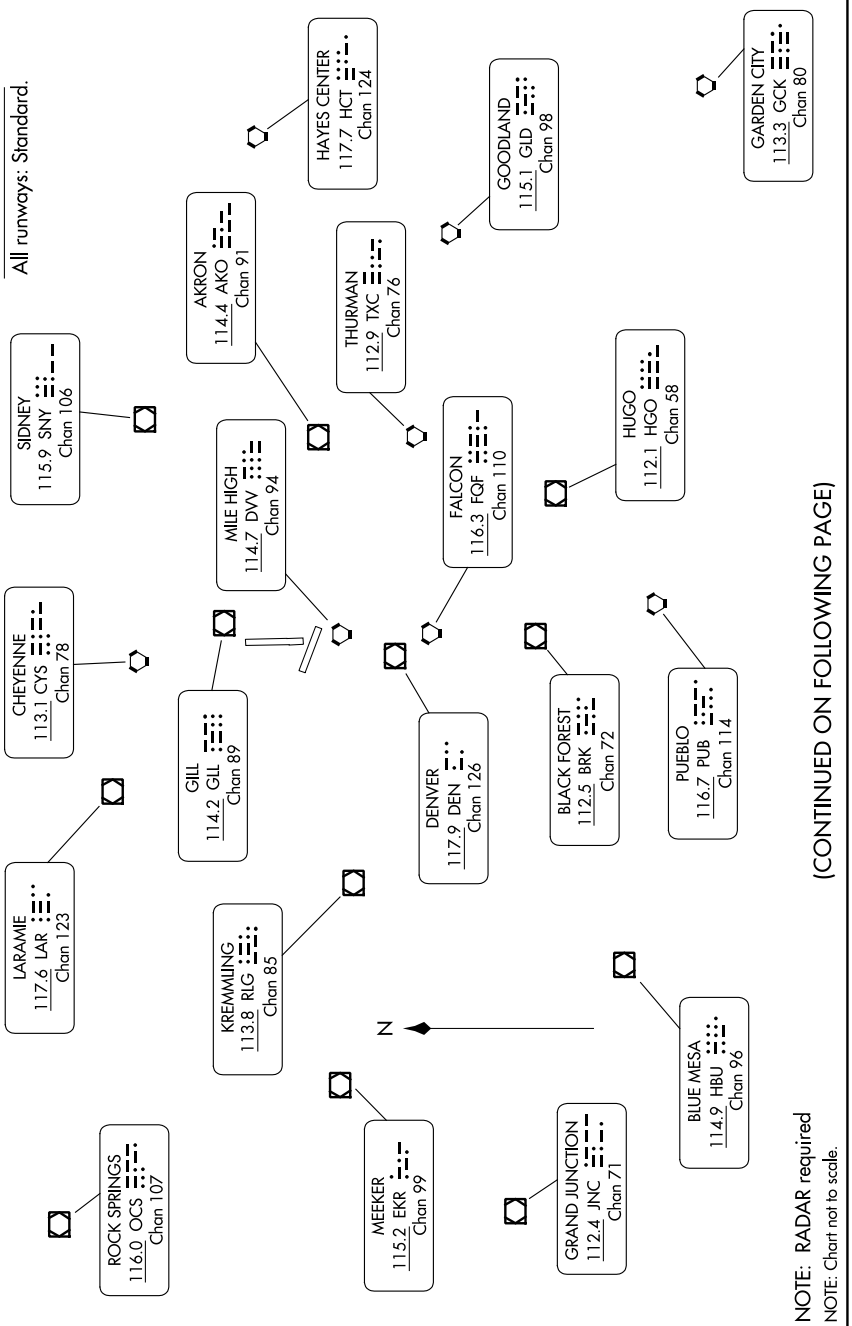 All runways: Standard.
LARAMIE
117.6 LAR
Chan 123
CHEYENNE
113.1 CYS
Chan 78
SIDNEY
115.9 SNY
Chan 106
ROCK SPRINGS
116.0 OCS
Chan 107
GILL
114.2 GLL
Chan 89
AKRON
114.4 AKO
Chan 91
KREMMLING
113.8 RLG
Chan 85
MILE HIGH
114.7 DVV
Chan 94
HAYES CENTER
117.7 HCT
Chan 124
MEEKER
115.2 EKR
Chan 99
N
DENVER
117.9 DEN
Chan 126
FALCON
116.3 FQF
Chan 110
THURMAN
112.9 TXC
Chan 76
GOODLAND
115.1 GLD
Chan 98
GRAND JUNCTION
112.4 JNC
Chan 71
BLACK FOREST
112.5 BRK
Chan 72
HUGO
112.1 HGO
Chan 58
BLUE MESA
114.9 HBU
Chan 96
PUEBLO
116.7 PUB
Chan 114
GARDEN CITY
113.3 GCK
Chan 80
NOTE: RADAR required
NOTE: Chart not to scale.
(CONTINUED ON FOLLOWING PAGE)